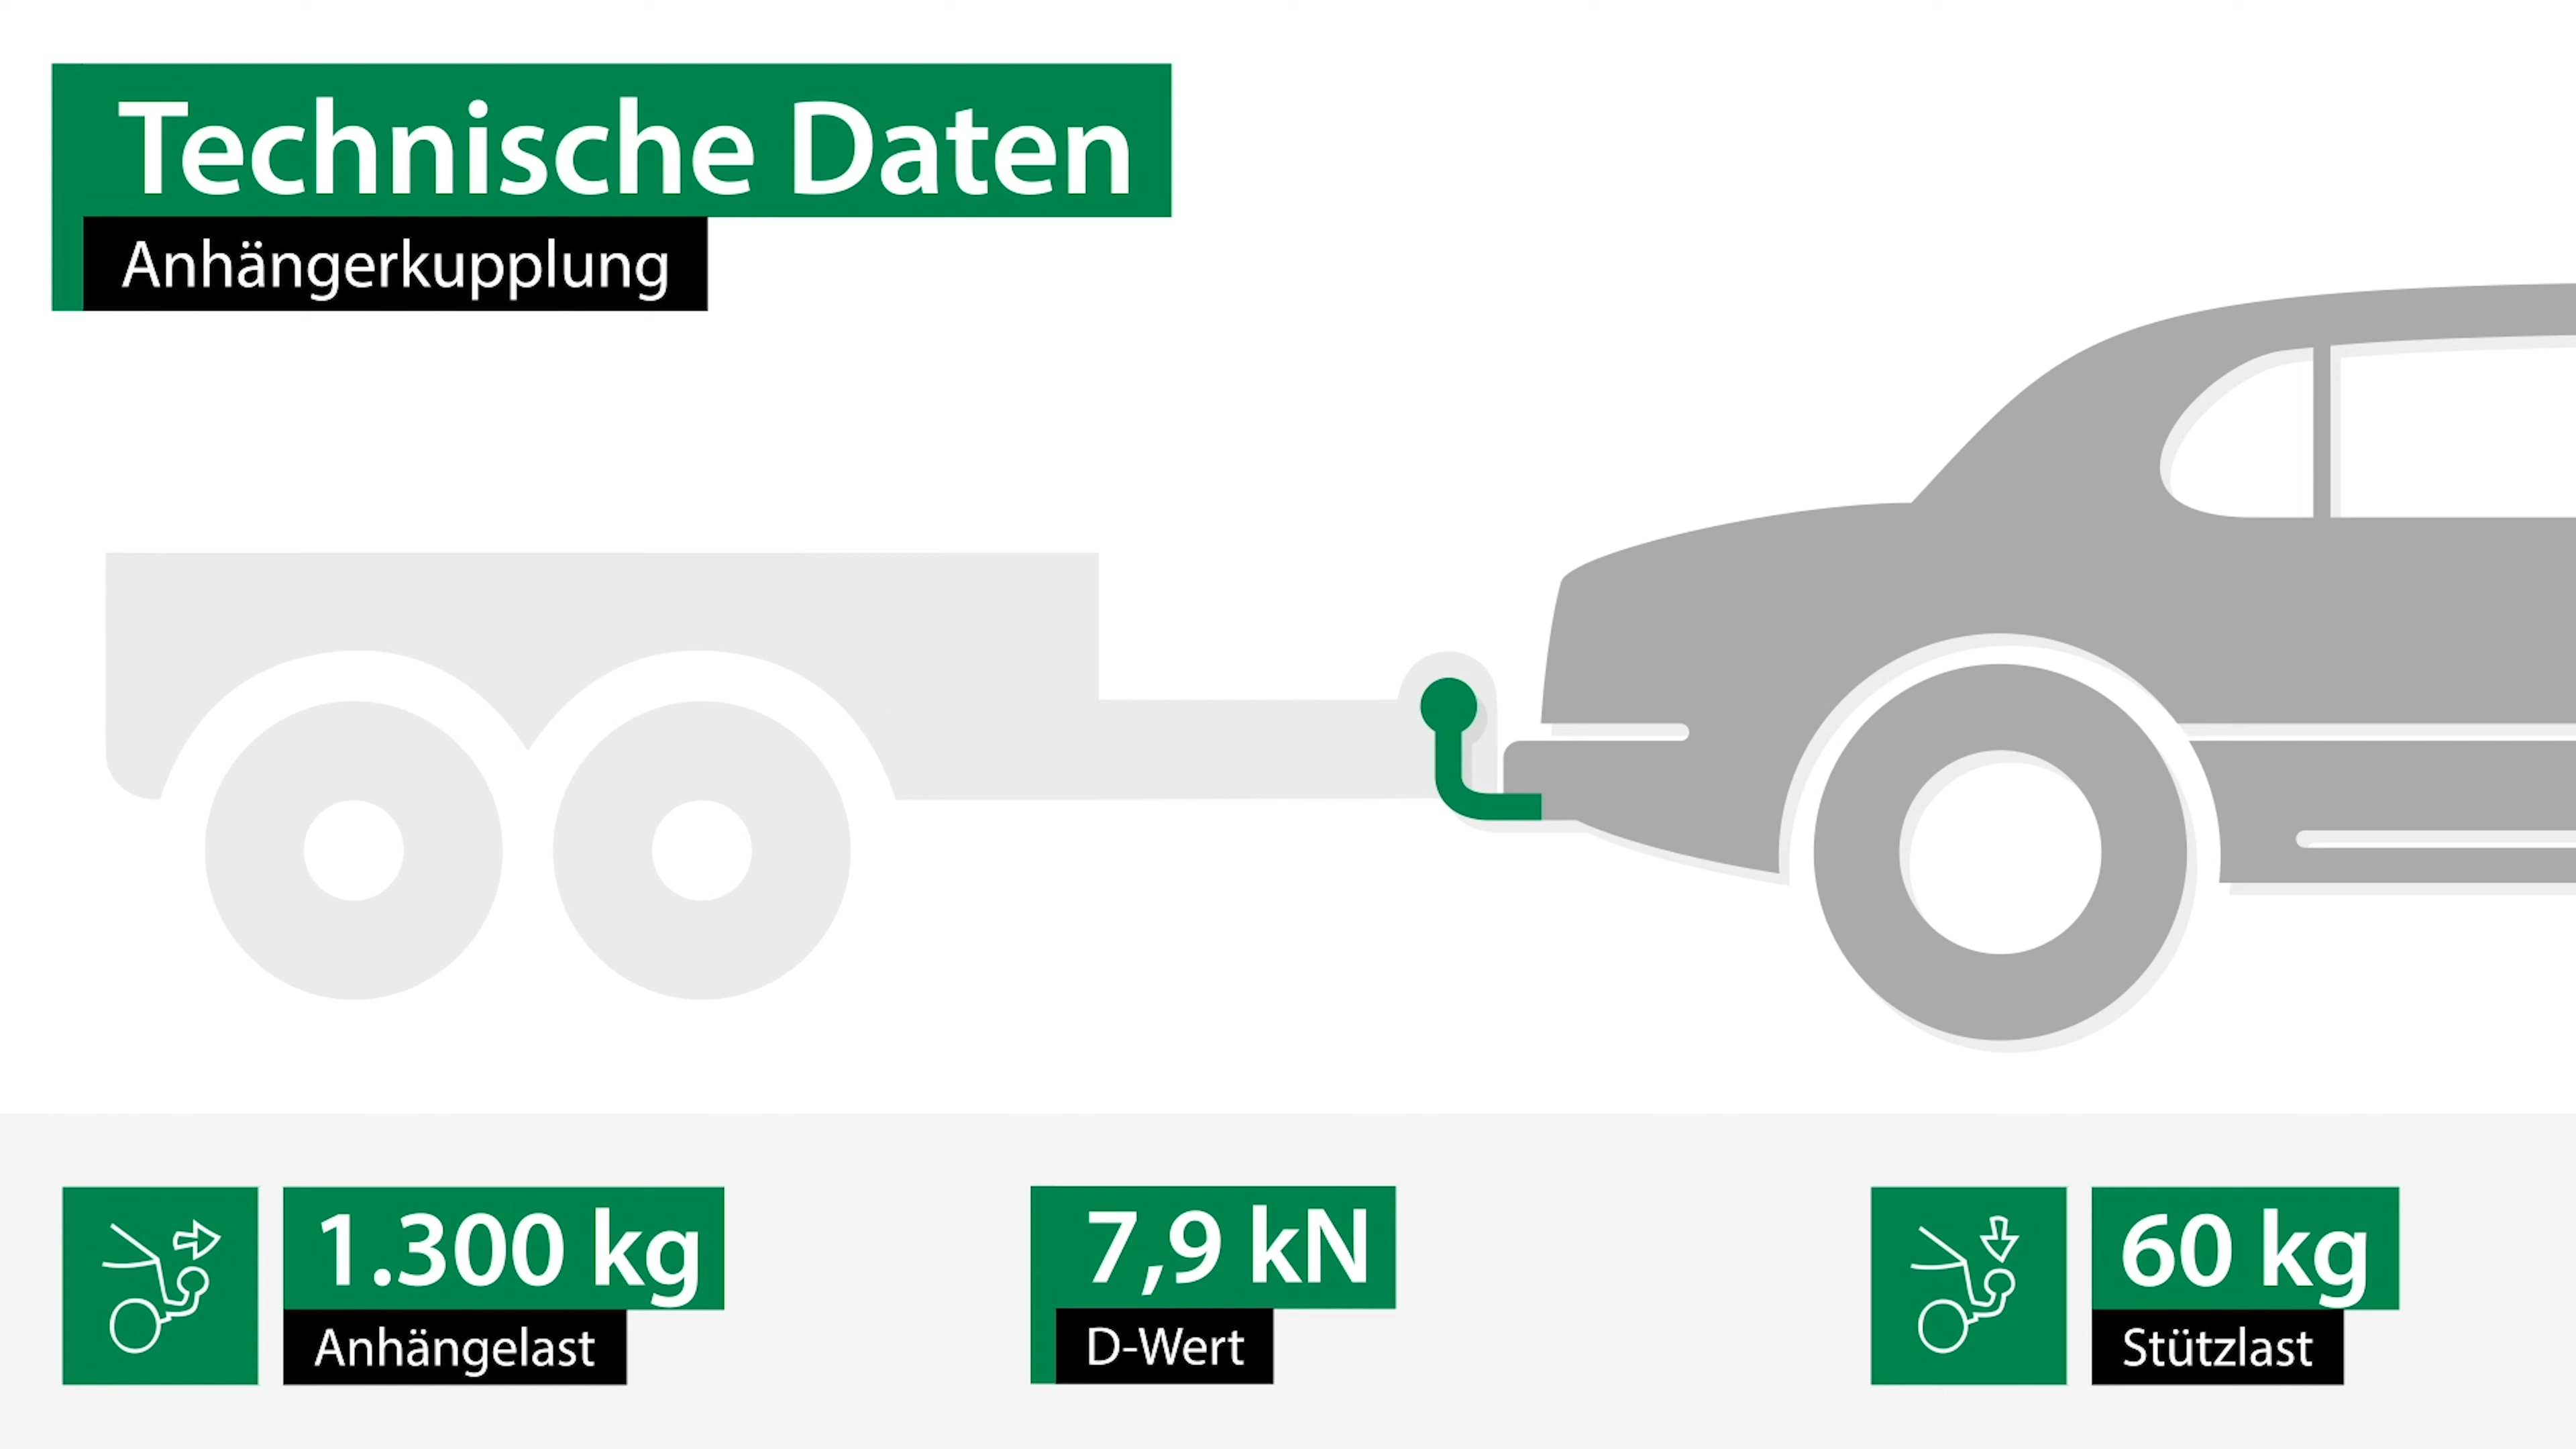 Technische Daten
Anhängerkupplung
1.300 kg
Anhängelast
7,9 kN
D-Wert
60 kg
Stützlast